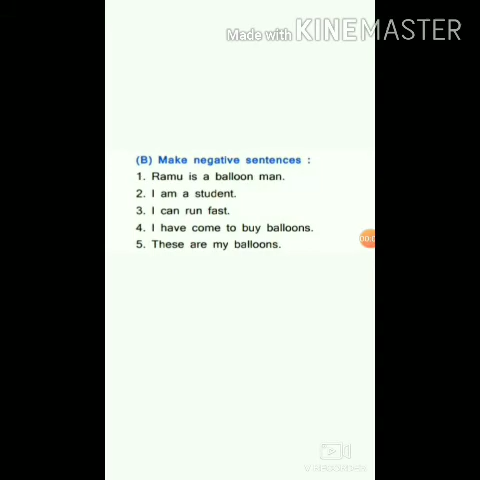 Made with KINEMASTER
(B) Make negative sentences :
1. Ramu is a balloon man.
2. I am a student.
3. I can run fast.
4. I have come to buy balloons.
5. These are my balloons.